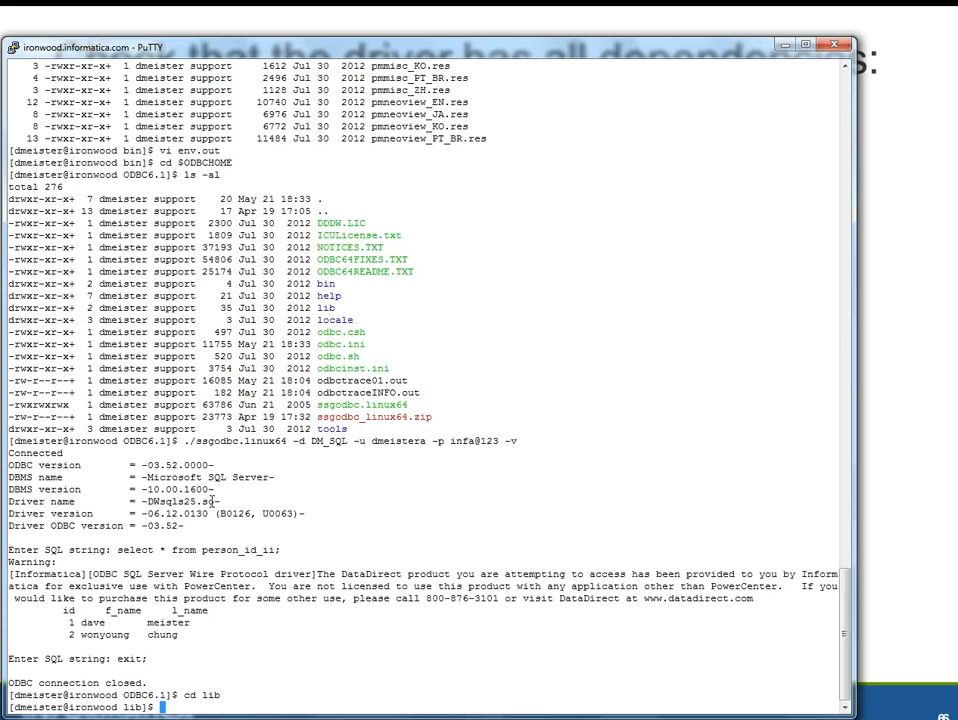 Check that the driver has all dependencies:
ironwood.informatica.com - PuTTY
3 -rwxr-xr-x+ 1 dmeister support 1612 Jul 30 2012 pmmisc_KO.res
4 -rwxr-xr-x+ 1 dmeister support 2496 Jul 30 2012 pmmisc_PT_BR.res
3 -rwxr-xr-x+ 1 dmeister support 1128 Jul 30 2012 pmmisc_ZH.res
12 -rwxr-xr-x+ 1 dmeister support 10740 Jul 30 2012 pmneoview_EN.res
8 -rwxr-xr-x+ 1 dmeister support 6976 Jul 30 2012 pmneoview_JA.res
8 -rwxr-xr-x+ 1 dmeister support 6772 Jul 30 2012 pmneoview_KO.res
13 -rwxr-xr-x+ 1 dmeister support 11484 Jul 30 2012 pmneoview_PT_BR.res
[dmeister@ironwood bin]$ vi env.out
[dmeister@ironwood bin]$ cd $ODBCHOME
[dmeister@ironwood ODBC6.1]$ ls -al
total 276
drwxr-xr-x+ 7 dmeister support 20 May 21 18:33 .
drwxr-xr-x+ 13 dmeister support 17 Apr 19 17:05 ..
-rwxr-xr-x+ 1 dmeister support 2300 Jul 30 2012 DDDW.LIC
-rwxr-xr-x+ 1 dmeister support 1809 Jul 30 2012 ICULicense.txt
-rwxr-xr-x+ 1 dmeister support 37193 Jul 30 2012 NOTICES.TXT
-rwxr-xr-x+ 1 dmeister support 54806 Jul 30 2012 ODBC64FIXES.TXT
-rwxr-xr-x+ 1 dmeister support 25174 Jul 30 2012 ODBC64README.TXT
drwxr-xr-x+ 2 dmeister support 4 Jul 30 2012 bin
drwxr-xr-x+ 7 dmeister support 21 Jul 30 2012 help
drwxr-xr-x+ 2 dmeister support 35 Jul 30 2012 lib
drwxr-xr-x+ 3 dmeister support 3 Jul 30 2012 locale
-rwxr-xr-x+ 1 dmeister support 497 Jul 30 2012 odbc.csh
-rwxr-xr-x+ 1 dmeister support 11755 May 21 18:33 odbc.ini
-rwxr-xr-x+ 1 dmeister support 520 Jul 30 2012 odbc.sh
-rwxr-xr-x+ 1 dmeister support 3754 Jul 30 2012 odbcinst.ini
-rw-r--r--+ 1 dmeister support 16085 May 21 18:04 odbctrace01.out
-rw-r--r--+ 1 dmeister support 182 May 21 18:04 odbctraceINFO.out
-rwxrwxrwx 1 dmeister support 63786 Jun 21 2005 ssgodbc.linux64
-rw-r--r--+ 1 dmeister support 23773 Apr 19 17:32 ssgodbc_linux64.zip
drwxr-xr-x+ 3 dmeister support 3 Jul 30 2012 tools
[dmeister@ironwood ODBC6.1]$ ./ssgodbc.linux64 -d DM_SQL -u dmeistera -p infa@123 -v
Connected
ODBC version = -03.52.0000-
DBMS name = -Microsoft SQL Server-
DBMS version = -10.00.1600-
Driver name = -DWsqls25.so-
Driver version = -06.12.0130 (B0126, U0063)-
Driver ODBC version = -03.52-
Enter SQL string: select * from person_id_ii;
Warning:
[Informatica][ODBC SQL Server Wire Protocol driver]The DataDirect product you are attempting to access has been provided to you by Inform
atica for exclusive use with PowerCenter. You are not licensed to use this product with any application other than PowerCenter. If you
would like to purchase this product for some other use, please call 800-876-3101 or visit DataDirect at www.datadirect.com
id f_name l_name
1 dave meister
2 wonyoung chung
Enter SQL string: exit;
ODBC connection closed.
[dmeister@ironwood ODBC6.1]$ cd lib
[dmeister@ironwood lib]$
66